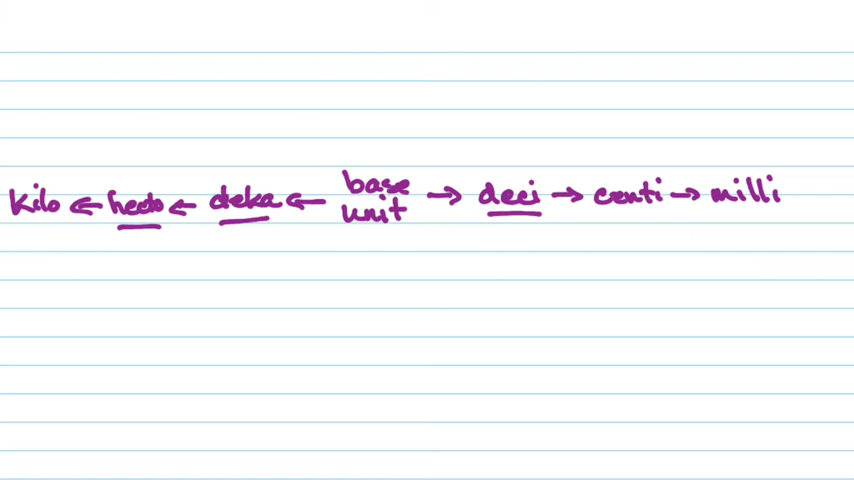 kilo ← hecto ← deka ← base unit → deci → centi → milli